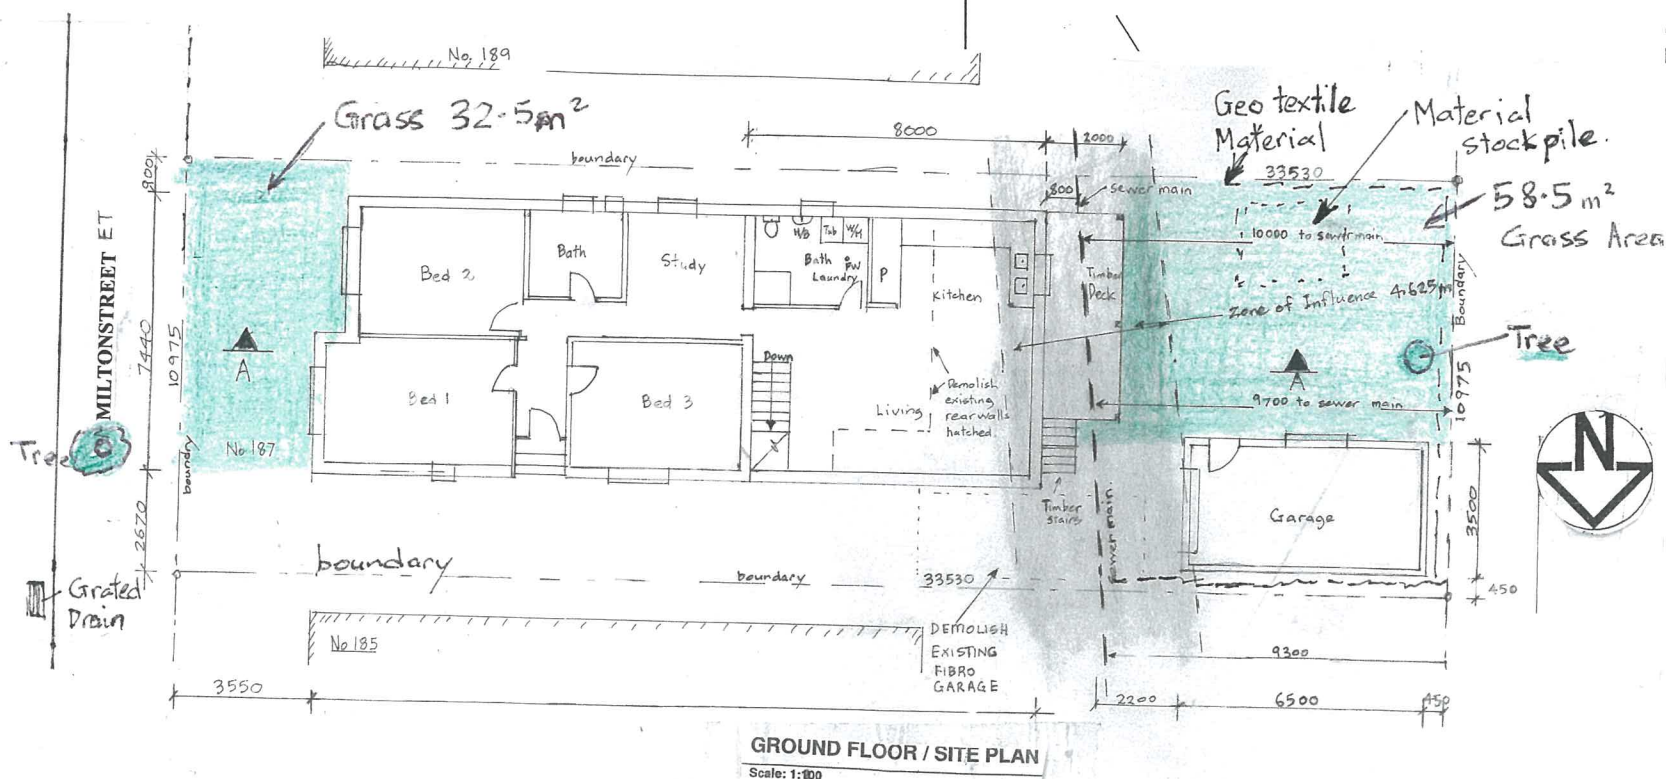 No. 189
Grass 32.5m²
8000
2000
Geo textile
Material
Material
stockpile.
33530
58.5 m²
Grass Area
900
boundary
800
sewer main
10000 to sewer main
Bed 2
Bath
Study
H/B
Tub
W/M
Bath
Laundry
FW
P
Kitchen
Timber
Deck
Zone of Influence 4.625m
Boundary
MILTONSTREET ET
7440
10975
A
Down
Demolish
existing
rear walls
hatched.
Tree
A
Bed 1
Bed 3
Living
9700 to sewer main
10975
Tree
No 187
boundary
N
Timber
Stairs
sewer main
Garage
3500
2670
boundary
boundary
33530
450
Grated
Drain
No 185
DEMOLISH
EXISTING
FIBRO
GARAGE
9300
3550
2200
6500
450
GROUND FLOOR / SITE PLAN
Scale: 1:100